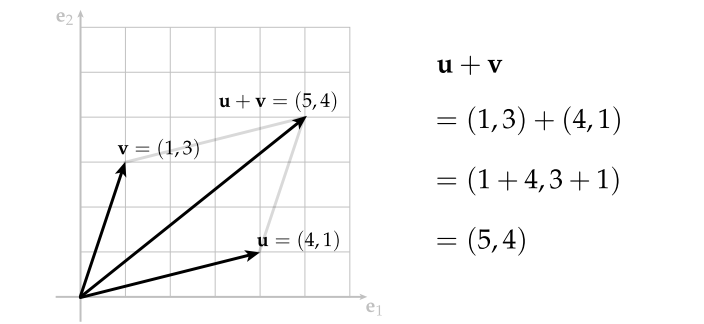 e₂
u + v = (5, 4)
v = (1, 3)
u = (4, 1)
e₁
u + v
= (1, 3) + (4, 1)
= (1 + 4, 3 + 1)
= (5, 4)